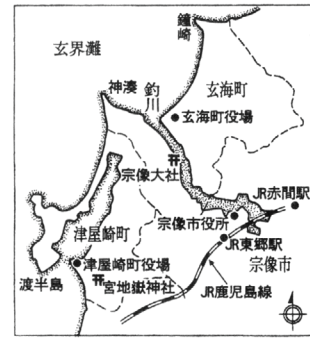 鐘崎
玄界灘
神湊
釣川
玄海町
玄海町役場
宗像大社
JR赤間駅
宗像市役所
津屋崎町
JR東郷駅
宗像市
津屋崎町役場
渡半島
宮地嶽神社
JR鹿児島線